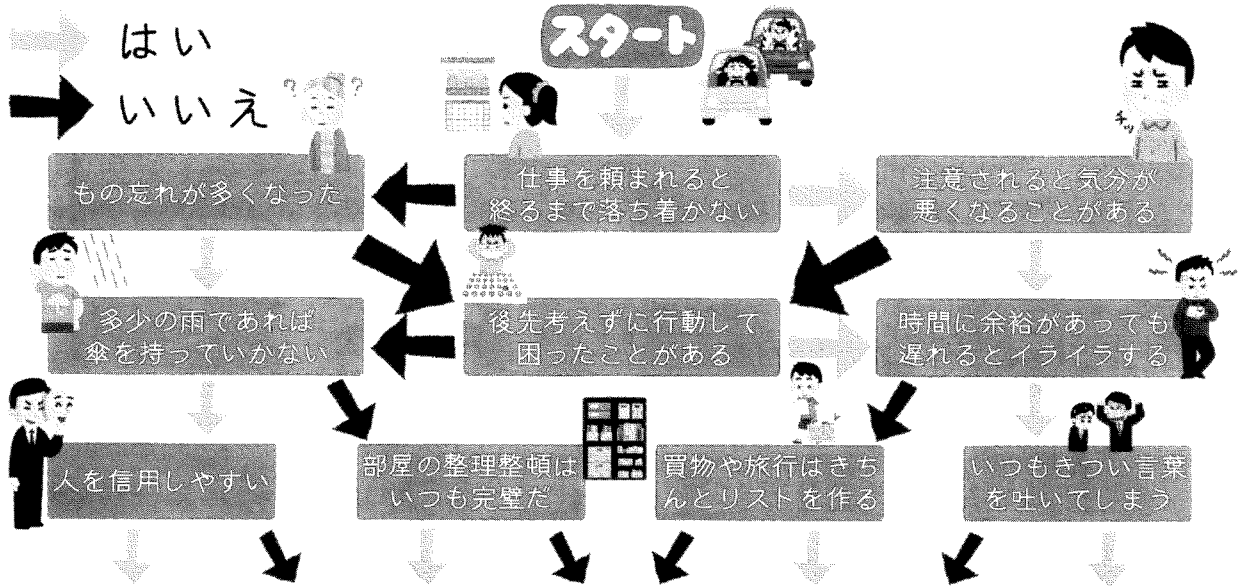 はい
いいえ
スタート
? ?
チッ
もの忘れが多くなった
仕事を頼まれると
終るまで落ち着かない
注意されると気分が
悪くなることがある
多少の雨であれば
傘を持っていかない
後先考えずに行動して
困ったことがある
時間に余裕があっても
遅れるとイライラする
人を信用しやすい
部屋の整理整頓は
いつも完璧だ
買物や旅行はきち
んとリストを作る
いつもきつい言葉
を吐いてしまう